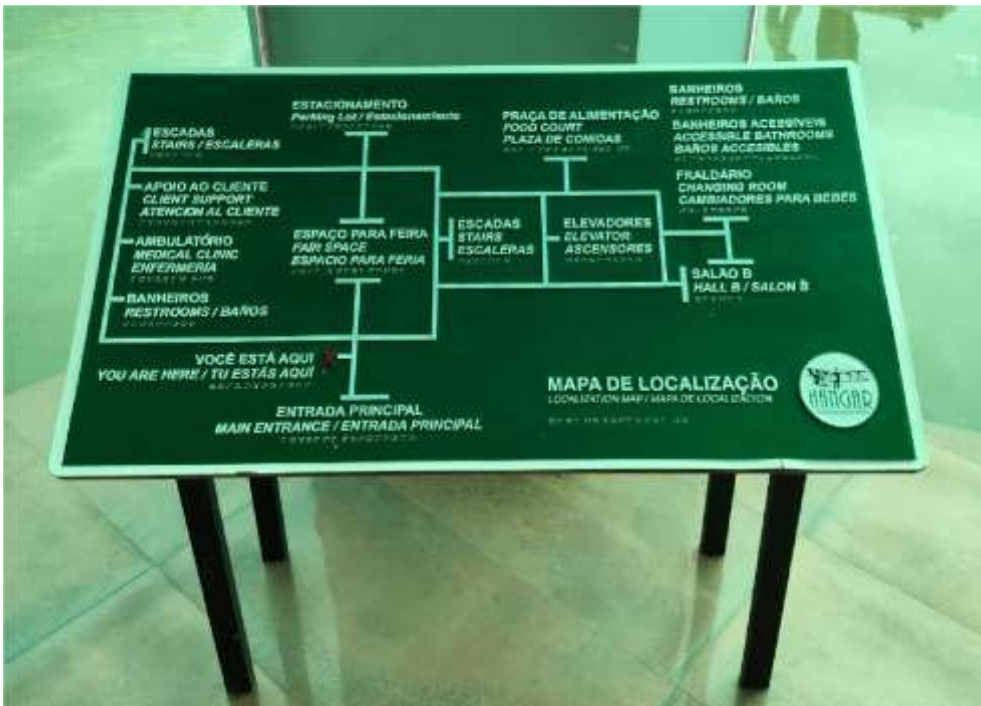 ESTACIONAMENTO
Parking Lot / Estacionamiento
ESCADAS
STAIRS / ESCALERAS
APOIO AO CLIENTE
CLIENT SUPPORT
ATENCION AL CLIENTE
AMBULATÓRIO
MEDICAL CLINIC
ENFERMERIA
BANHEIROS
RESTROOMS / BAÑOS
ESPAÇO PARA FEIRA
FAIR SPACE
ESPACIO PARA FERIA
VOCÊ ESTÁ AQUI X
YOU ARE HERE / TU ESTÁS AQUÍ
ENTRADA PRINCIPAL
MAIN ENTRANCE / ENTRADA PRINCIPAL
PRAÇA DE ALIMENTAÇÃO
FOOD COURT
PLAZA DE COMIDAS
ESCADAS
STAIRS
ESCALERAS
ELEVADORES
ELEVATOR
ASCENSORES
BANHEIROS
RESTROOMS / BAÑOS
BANHEIROS ACESSÍVEIS
ACCESSIBLE BATHROOMS
BAÑOS ACCESIBLES
FRALDÁRIO
CHANGING ROOM
CAMBIADORES PARA BEBÉS
SALÃO B
HALL B / SALON B
MAPA DE LOCALIZAÇÃO
LOCALIZATION MAP / MAPA DE LOCALIZACIÓN
HANGAR